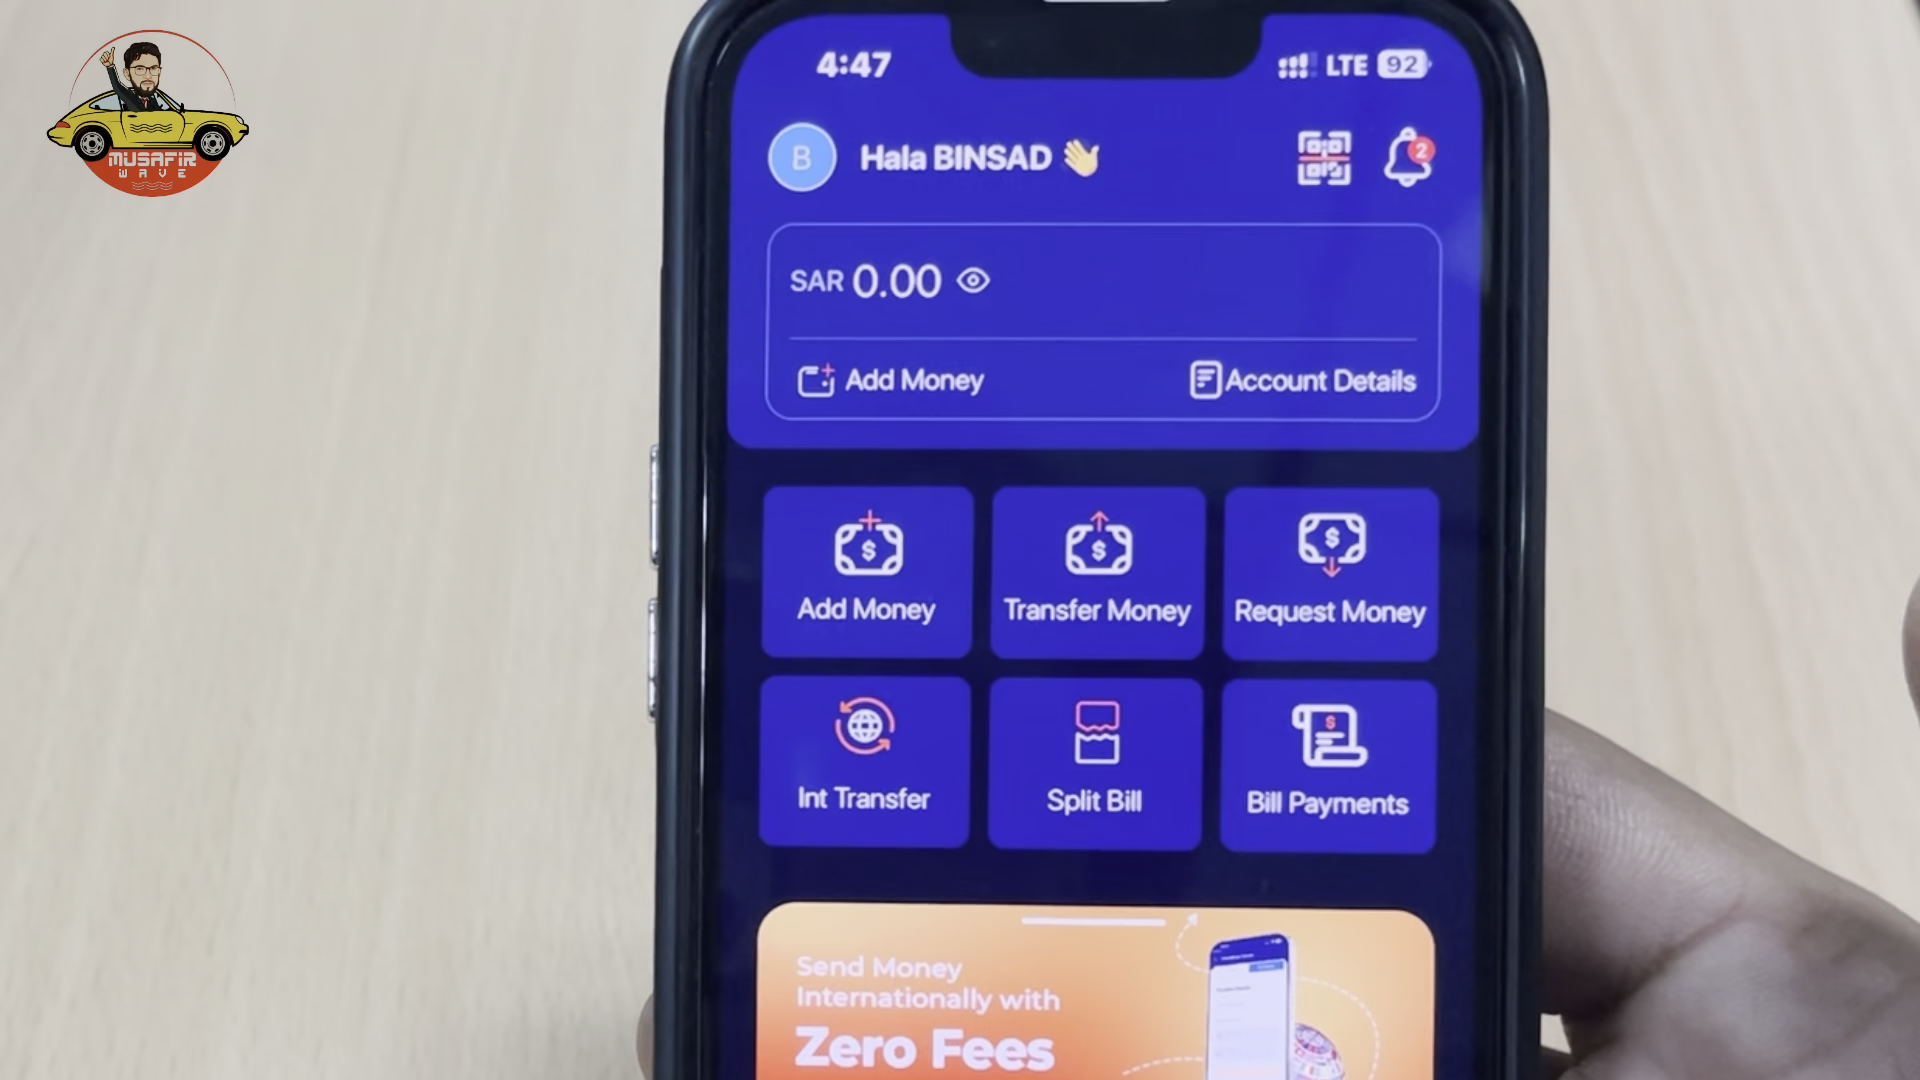 MUSAFIR
WAVE
4:47
LTE 92
B
Hala BINSAD 👋
2
SAR 0.00
Add Money
Account Details
Add Money
Transfer Money
Request Money
Int Transfer
Split Bill
Bill Payments
Send Money
Internationally with
Zero Fees